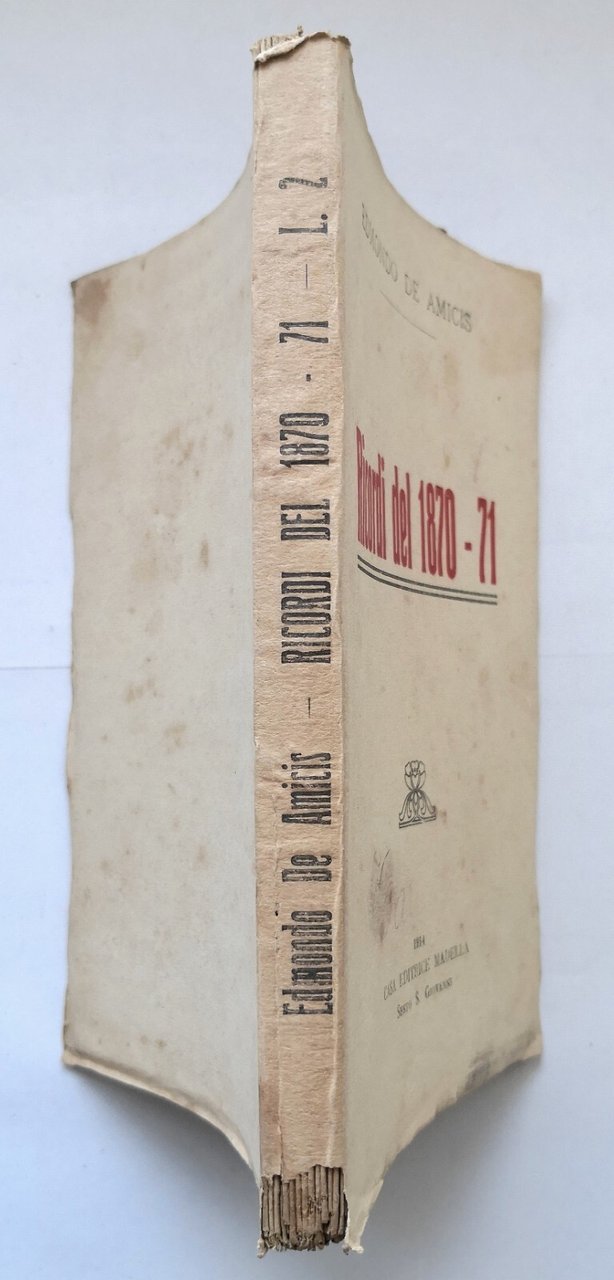 Edmondo De Amicis — RICORDI DEL 1870 - 71 — L. 2
EDMONDO DE AMICIS
Ricordi del 1870 - 71
1914
CASA EDITRICE MADELLA
SESTO S. GIOVANNI